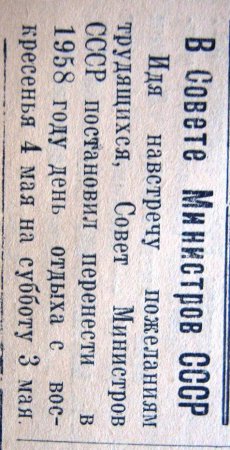 В Совете Министров СССР
Идя навстречу пожеланиям
трудящихся, Совет Министров
СССР постановил перенести в
1958 году день отдыха с вос-
кресенья 4 мая на субботу 3 мая.